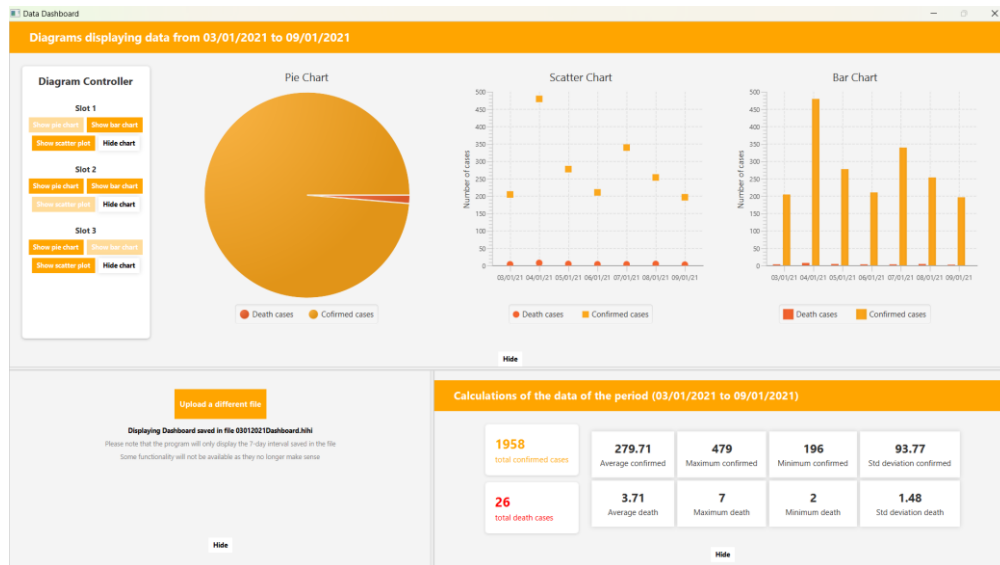 Data Dashboard
Diagrams displaying data from 03/01/2021 to 09/01/2021
Diagram Controller
Slot 1
Show pie chart Show bar chart
Show scatter plot Hide chart
Slot 2
Show pie chart Show bar chart
Show scatter plot Hide chart
Slot 3
Show pie chart Show bar chart
Show scatter plot Hide chart
Pie Chart
Death cases Cofirmed cases
Scatter Chart
Number of cases
500
450
400
350
300
250
200
150
100
50
0
03/01/21 04/01/21 05/01/21 06/01/21 07/01/21 08/01/21 09/01/21
Death cases Confirmed cases
Bar Chart
Number of cases
500
450
400
350
300
250
200
150
100
50
0
03/01/21 04/01/21 05/01/21 06/01/21 07/01/21 08/01/21 09/01/21
Death cases Confirmed cases
Hide
Upload a different file
Displaying Dashboard saved in file 03012021Dashboard.hihi
Please note that the program will only display the 7-day interval saved in the file
Some functionality will not be available as they no longer make sense
Hide
Calculations of the data of the period (03/01/2021 to 09/01/2021)
1958
total confirmed cases
26
total death cases
279.71 479 196 93.77
Average confirmed Maximum confirmed Minimum confirmed Std deviation confirmed
3.71 7 2 1.48
Average death Maximum death Minimum death Std deviation death
Hide